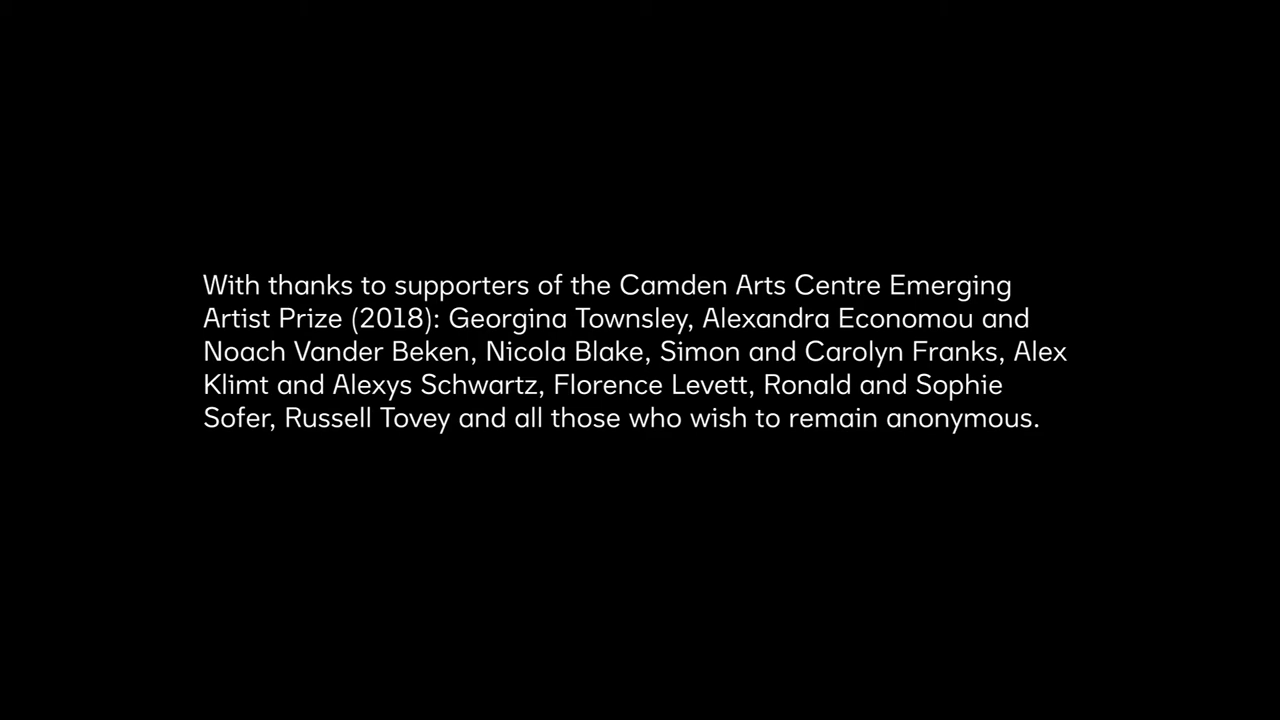 With thanks to supporters of the Camden Arts Centre Emerging
Artist Prize (2018): Georgina Townsley, Alexandra Economou and
Noach Vander Beken, Nicola Blake, Simon and Carolyn Franks, Alex
Klimt and Alexys Schwartz, Florence Levett, Ronald and Sophie
Sofer, Russell Tovey and all those who wish to remain anonymous.